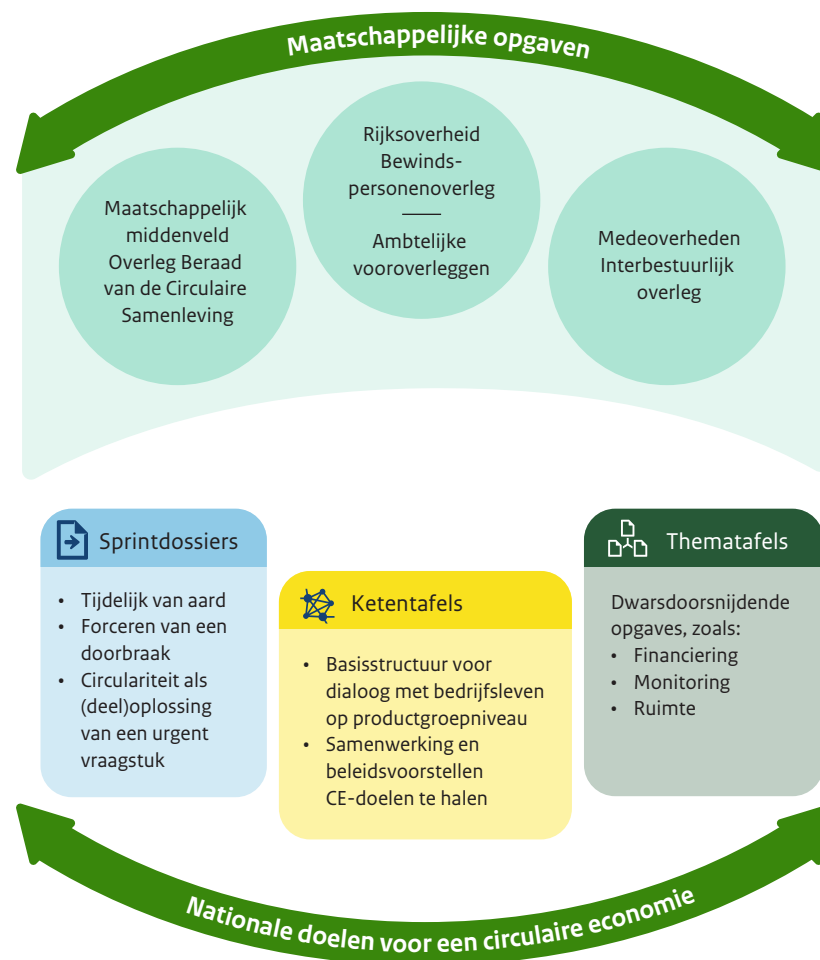 Maatschappelijke opgaven
Maatschappelijk
middenveld
Overleg Beraad
van de Circulaire
Samenleving
Rijksoverheid
Bewinds-
personenoverleg
Ambtelijke
vooroverleggen
Medeoverheden
Interbestuurlijk
overleg
Sprintdossiers
• Tijdelijk van aard
• Forceren van een
doorbraak
• Circulariteit als
(deel)oplossing
van een urgent
vraagstuk
Ketentafels
• Basisstructuur voor
dialoog met bedrijfsleven
op productgroepniveau
• Samenwerking en
beleidsvoorstellen
CE-doelen te halen
Thematafels
Dwarsdoorsnijdende
opgaves, zoals:
• Financiering
• Monitoring
• Ruimte
Nationale doelen voor een circulaire economie